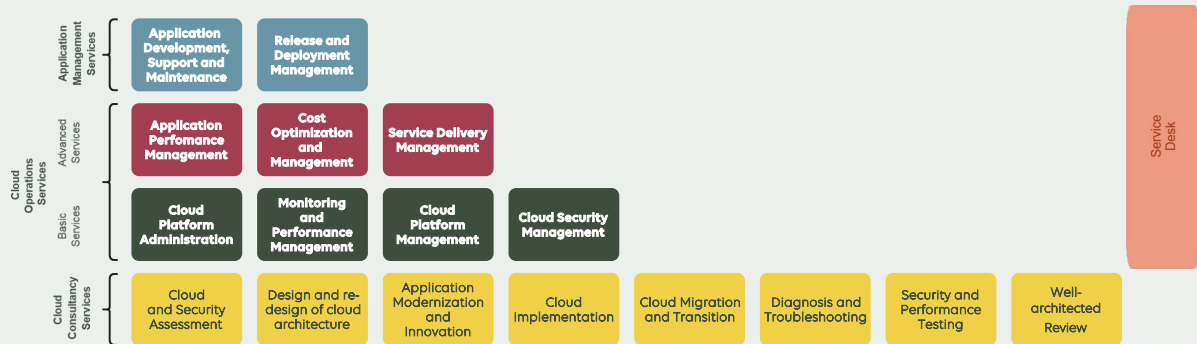 Application
Management
Services
Application
Development,
Support and
Maintenance
Release and
Deployment
Management
Cloud
Operations
Services
Advanced
Services
Application
Perfomance
Management
Cost
Optimization
and
Management
Service Delivery
Management
Basic
Services
Cloud
Platform
Administration
Monitoring
and
Performance
Management
Cloud
Platform
Management
Cloud Security
Management
Cloud
Consultancy
Services
Cloud
and Security
Assessment
Design and re-
design of cloud
architecture
Application
Modernization
and
Innovation
Cloud
Implementation
Cloud Migration
and Transition
Diagnosis and
Troubleshooting
Security and
Performance
Testing
Well-
architected
Review
Service
Desk